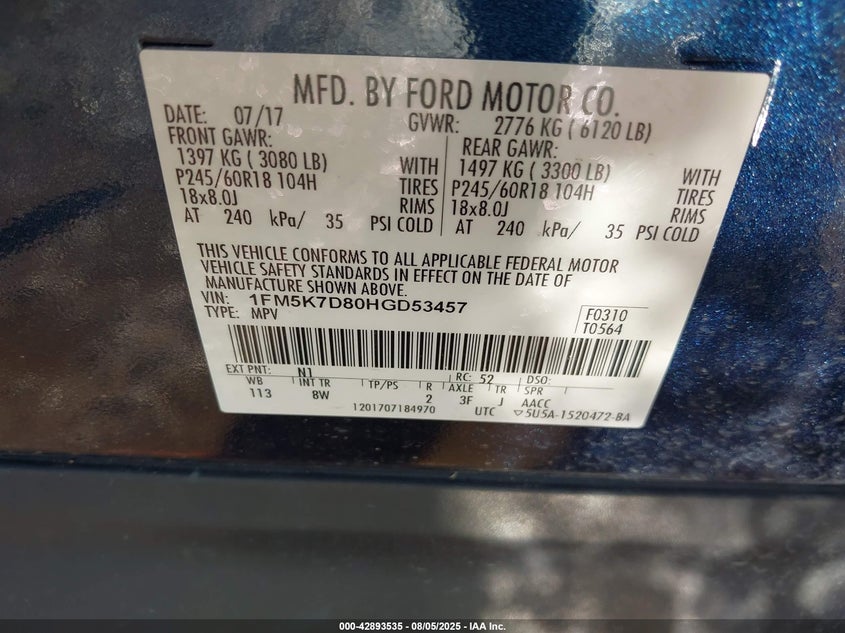 MFD. BY FORD MOTOR CO.
DATE: 07/17 GVWR: 2776 KG ( 6120 LB)
FRONT GAWR: REAR GAWR:
1397 KG ( 3080 LB) WITH 1497 KG ( 3300 LB) WITH
P245/60R18 104H TIRES P245/60R18 104H TIRES
18x8.0J RIMS 18x8.0J RIMS
AT 240 kPa/ 35 PSI COLD AT 240 kPa/ 35 PSI COLD
THIS VEHICLE CONFORMS TO ALL APPLICABLE FEDERAL MOTOR
VEHICLE SAFETY STANDARDS IN EFFECT ON THE DATE OF
MANUFACTURE SHOWN ABOVE.
VIN: 1FM5K7D80HGD53457 F0310
TYPE: MPV T0564
EXT PNT: N1 RC: 52 DSO:
WB INT TR TP/PS R AXLE TR SPR
113 8W 2 3F J AACC
1201707184970 UTC ▽5U5A-1520472-BA
000-42893535 - 08/05/2025 - IAA Inc.